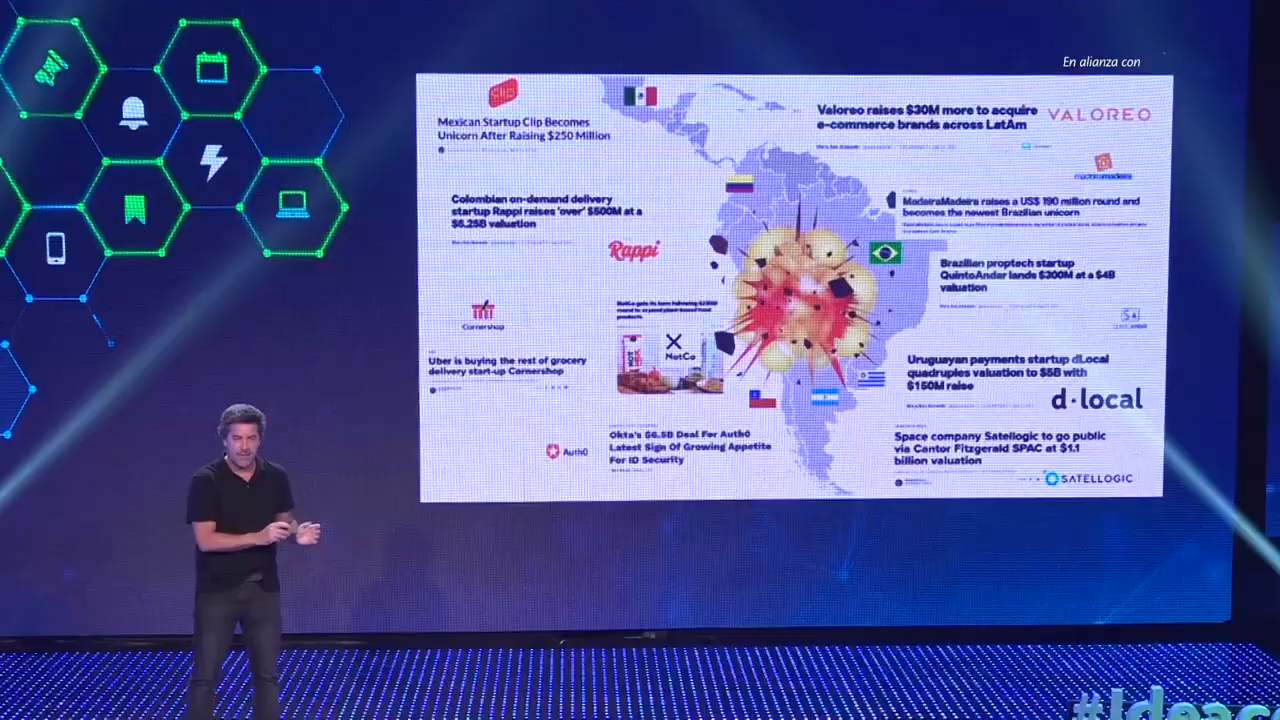 En alianza con
clip
Mexican Startup Clip Becomes
Unicorn After Raising $250 Million
Valoreo raises $30M more to acquire
e-commerce brands across LatAm
VALOREO
Colombian on-demand delivery
startup Rappi raises 'over' $500M at a
$5.25B valuation
Rappi
madeiramadeira
MadeiraMadeira raises a US$ 190 million round and
becomes the newest Brazilian unicorn
Brazilian proptech startup
QuintoAndar lands $300M at a $4B
valuation
Cornershop
Uber is buying the rest of grocery
delivery start-up Cornershop
NotCo
Uruguayan payments startup dLocal
quadruples valuation to $5B with
$150M raise
d·local
Auth0
Okta's $6.5B Deal For Auth0
Latest Sign Of Growing Appetite
For ID Security
Space company Satellogic to go public
via Cantor Fitzgerald SPAC at $1.1
billion valuation
SATELLOGIC